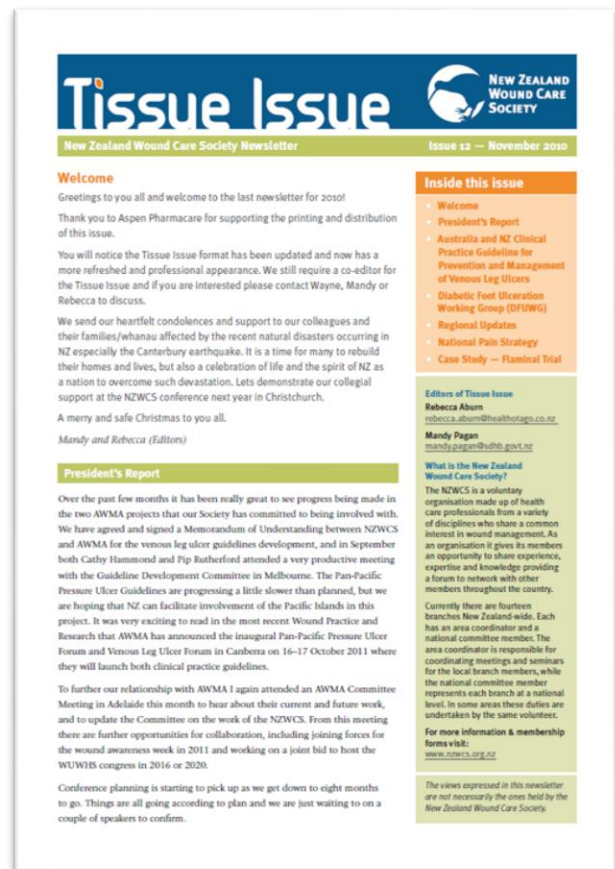 Tissue Issue
NEW ZEALAND
WOUND CARE
SOCIETY
New Zealand Wound Care Society Newsletter
Issue 12 — November 2010
Welcome
Greetings to you all and welcome to the last newsletter for 2010!
Thank you to Aspen Pharmacare for supporting the printing and distribution
of this issue.
You will notice the Tissue Issue format has been updated and now has a
more refreshed and professional appearance. We still require a co-editor for
the Tissue Issue and if you are interested please contact Wayne, Mandy or
Rebecca to discuss.
We send our heartfelt condolences and support to our colleagues and
their families/whanau affected by the recent natural disasters occurring in
NZ especially the Canterbury earthquake. It is a time for many to rebuild
their homes and lives, but also a celebration of life and the spirit of NZ as
a nation to overcome such devastation. Lets demonstrate our collegial
support at the NZWCS conference next year in Christchurch.
A merry and safe Christmas to you all.
Mandy and Rebecca (Editors)
President's Report
Over the past few months it has been really great to see progress being made in
the two AWMA projects that our Society has committed to being involved with.
We have agreed and signed a Memorandum of Understanding between NZWCS
and AWMA for the venous leg ulcer guidelines development, and in September
both Cathy Hammond and Pip Rutherford attended a very productive meeting
with the Guideline Development Committee in Melbourne. The Pan-Pacific
Pressure Ulcer Guidelines are progressing a little slower than planned, but we
are hoping that NZ can facilitate involvement of the Pacific Islands in this
project. It was very exciting to read in the most recent Wound Practice and
Research that AWMA has announced the inaugural Pan-Pacific Pressure Ulcer
Forum and Venous Leg Ulcer Forum in Canberra on 16–17 October 2011 where
they will launch both clinical practice guidelines.
To further our relationship with AWMA I again attended an AWMA Committee
Meeting in Adelaide this month to hear about their current and future work,
and to update the Committee on the work of the NZWCS. From this meeting
there are further opportunities for collaboration, including joining forces for
the wound awareness week in 2011 and working on a joint bid to host the
WUWHS congress in 2016 or 2020.
Conference planning is starting to pick up as we get down to eight months
to go. Things are all going according to plan and we are just waiting to on a
couple of speakers to confirm.
Inside this issue
• Welcome
• President's Report
• Australia and NZ Clinical
Practice Guideline for
Prevention and Management
of Venous Leg Ulcers
• Diabetic Foot Ulceration
Working Group (DFUWG)
• Regional Updates
• National Pain Strategy
• Case Study — Flaminal Trial
Editors of Tissue Issue
Rebecca Aburn
rebecca.aburn@healthotago.co.nz
Mandy Pagan
mandy.pagan@sdhb.govt.nz
What is the New Zealand
Wound Care Society?
The NZWCS is a voluntary
organisation made up of health
care professionals from a variety
of disciplines who share a common
interest in wound management. As
an organisation it gives its members
an opportunity to share experience,
expertise and knowledge providing
a forum to network with other
members throughout the country.
Currently there are fourteen
branches New Zealand-wide. Each
has an area coordinator and a
national committee member. The
area coordinator is responsible for
coordinating meetings and seminars
for the local branch members, while
the national committee member
represents each branch at a national
level. In some areas these duties are
undertaken by the same volunteer.
For more information & membership
forms visit:
www.nzwcs.org.nz
The views expressed in this newsletter
are not necessarily the ones held by the
New Zealand Wound Care Society.